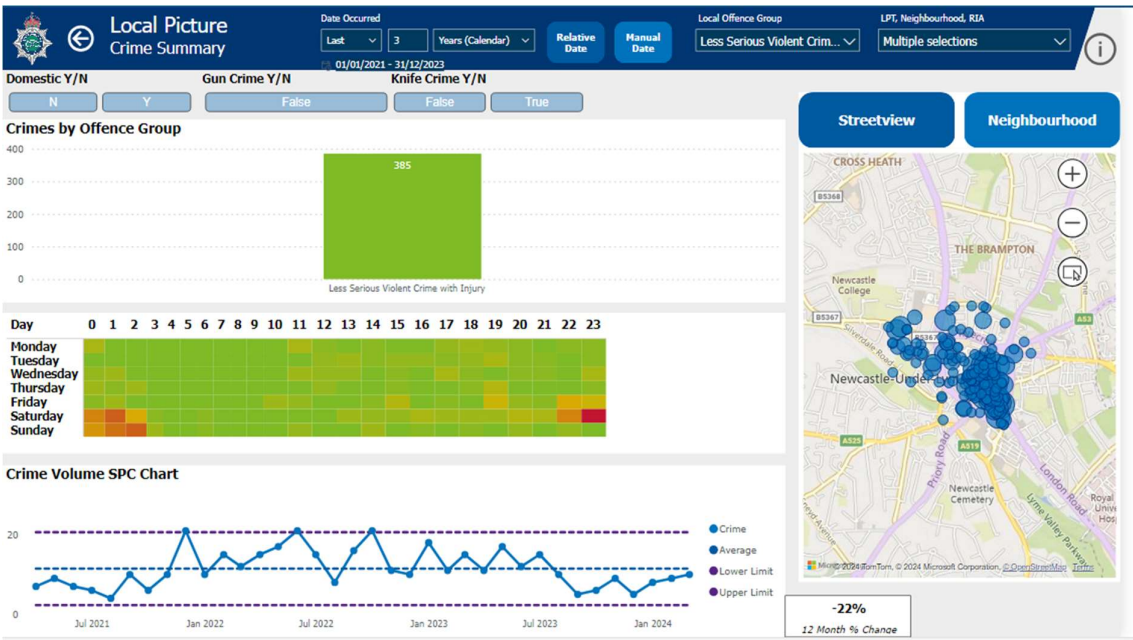 Local Picture
Crime Summary
Date Occurred
Last 3 Years (Calendar)
01/01/2021 - 31/12/2023
Relative Date
Manual Date
Local Offence Group
Less Serious Violent Crim...
LPT, Neighbourhood, RIA
Multiple selections
Domestic Y/N Gun Crime Y/N Knife Crime Y/N
N Y False False True
Streetview Neighbourhood
Crimes by Offence Group
400
300
200
100
0
385
Less Serious Violent Crime with Injury
Day 0 1 2 3 4 5 6 7 8 9 10 11 12 13 14 15 16 17 18 19 20 21 22 23
Monday
Tuesday
Wednesday
Thursday
Friday
Saturday
Sunday
Crime Volume SPC Chart
20
0
Jul 2021 Jan 2022 Jul 2022 Jan 2023 Jul 2023 Jan 2024
Crime
Average
Lower Limit
Upper Limit
CROSS HEATH
B5368
THE BRAMPTON
Newcastle
College
B5367
A53
Silverdale Road
B5367
Newcastle-Under-
A525
A519
Priory Road
Newcastle
Cemetery
London Road
Lyme Valley Parkway
Royal
Univ
Hos
© 2024 TomTom, © 2024 Microsoft Corporation, © OpenStreetMap Terms
-22%
12 Month % Change